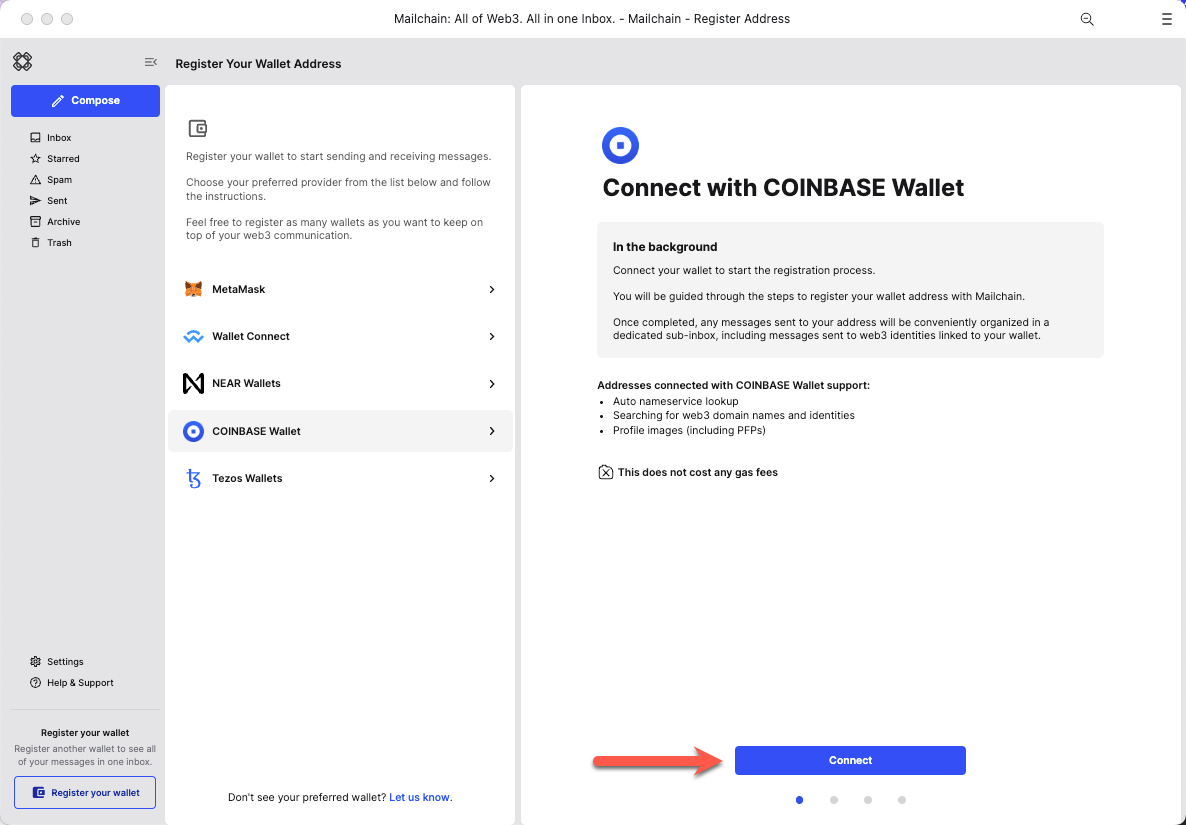 Mailchain: All of Web3. All in one Inbox. - Mailchain - Register Address
Register Your Wallet Address
Compose
Inbox
Starred
Spam
Sent
Archive
Trash
Settings
Help & Support
Register your wallet
Register another wallet to see all
of your messages in one inbox.
Register your wallet
Register your wallet to start sending and receiving messages.
Choose your preferred provider from the list below and follow
the instructions.
Feel free to register as many wallets as you want to keep on
top of your web3 communication.
MetaMask
Wallet Connect
NEAR Wallets
COINBASE Wallet
Tezos Wallets
Don't see your preferred wallet? Let us know.
Connect with COINBASE Wallet
In the background
Connect your wallet to start the registration process.
You will be guided through the steps to register your wallet address with Mailchain.
Once completed, any messages sent to your address will be conveniently organized in a
dedicated sub-inbox, including messages sent to web3 identities linked to your wallet.
Addresses connected with COINBASE Wallet support:
• Auto nameservice lookup
• Searching for web3 domain names and identities
• Profile images (including PFPs)
This does not cost any gas fees
Connect